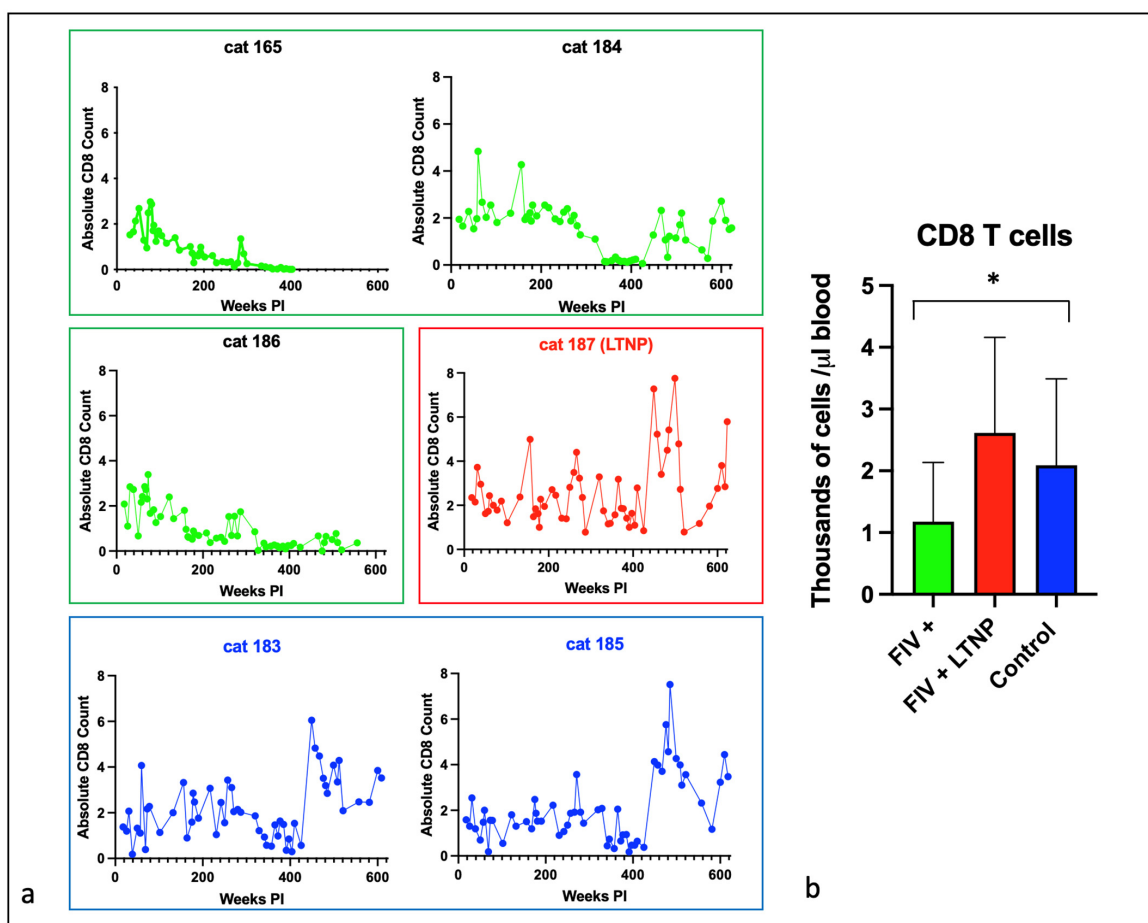 cat 165
Absolute CD8 Count
8
6
4
2
0
0 200 400 600
Weeks PI
cat 184
Absolute CD8 Count
8
6
4
2
0
0 200 400 600
Weeks PI
cat 186
Absolute CD8 Count
8
6
4
2
0
0 200 400 600
Weeks PI
cat 187 (LTNP)
Absolute CD8 Count
8
6
4
2
0
0 200 400 600
Weeks PI
cat 183
Absolute CD8 Count
8
6
4
2
0
0 200 400 600
Weeks PI
cat 185
Absolute CD8 Count
8
6
4
2
0
0 200 400 600
Weeks PI
a
CD8 T cells
*
Thousands of cells /µl blood
5
4
3
2
1
0
FIV +
FIV + LTNP
Control
b